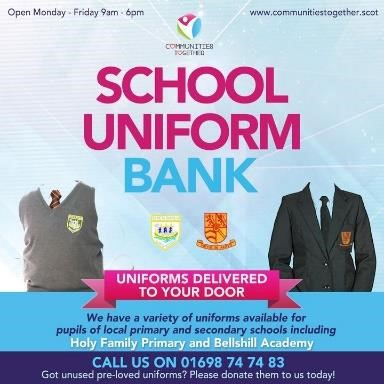 Open Monday - Friday 9am - 6pm
www.communitiestogether.scot
COMMUNITIES
TOGETHER
SCHOOL
UNIFORM
BANK
UNIFORMS DELIVERED
TO YOUR DOOR
We have a variety of uniforms available for
pupils of local primary and secondary schools including
Holy Family Primary and Bellshill Academy
CALL US ON 01698 74 74 83
Got unused pre-loved uniforms? Please donate them to us today!